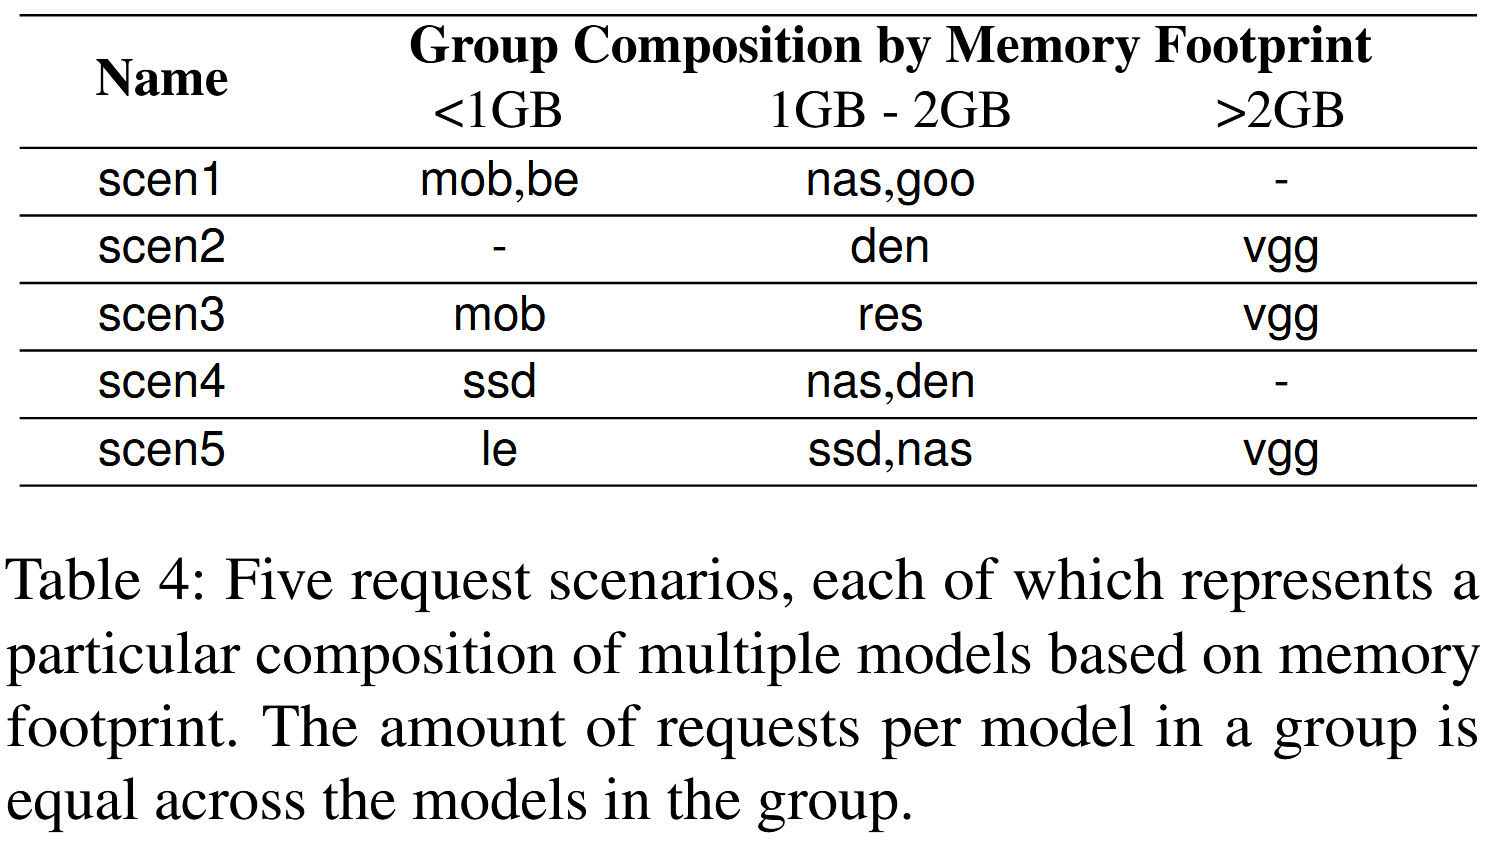 Name Group Composition by Memory Footprint
<1GB 1GB - 2GB >2GB
scen1 mob,be nas,goo -
scen2 - den vgg
scen3 mob res vgg
scen4 ssd nas,den -
scen5 le ssd,nas vgg
Table 4: Five request scenarios, each of which represents a
particular composition of multiple models based on memory
footprint. The amount of requests per model in a group is
equal across the models in the group.